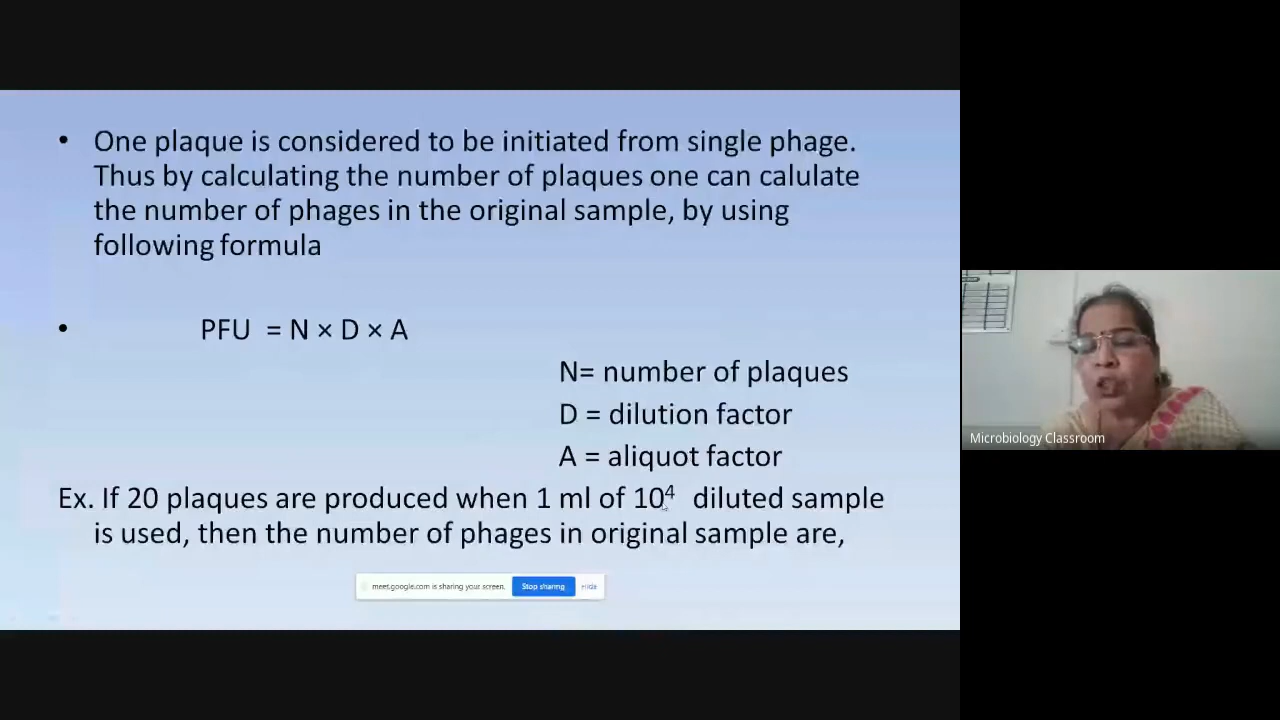 • One plaque is considered to be initiated from single phage.
Thus by calculating the number of plaques one can calulate
the number of phages in the original sample, by using
following formula
• PFU = N × D × A
N= number of plaques
D = dilution factor
A = aliquot factor
Ex. If 20 plaques are produced when 1 ml of 10⁴ diluted sample
is used, then the number of phages in original sample are,
meet.google.com is sharing your screen. Stop sharing Hide
Microbiology Classroom